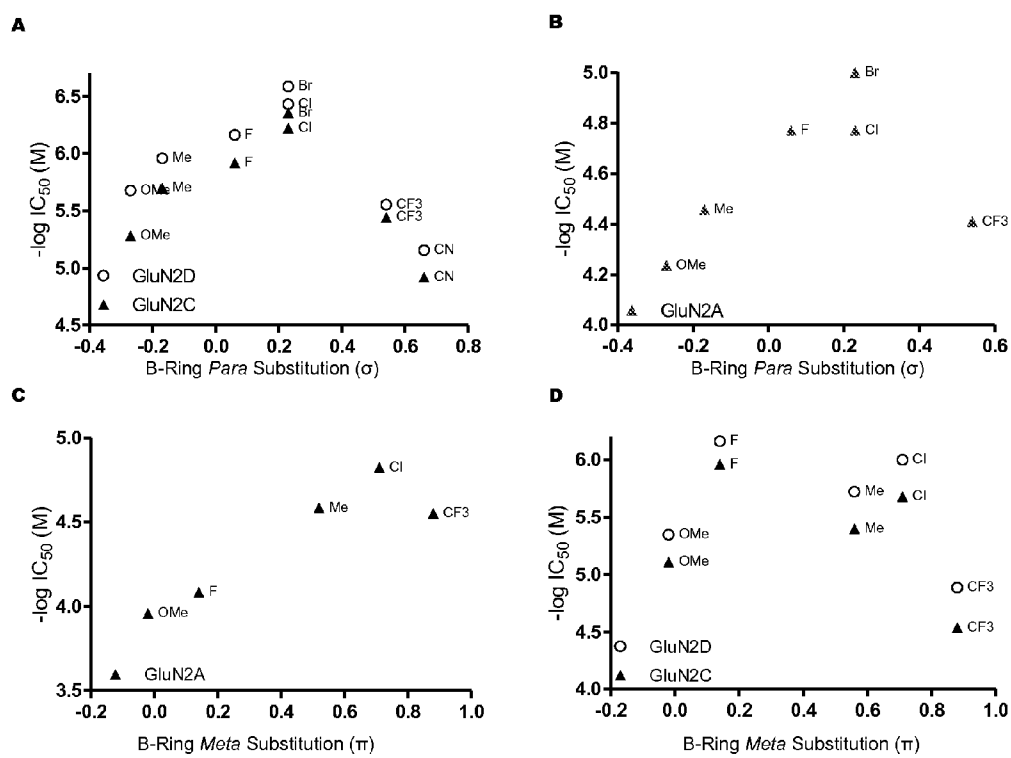 A
-log IC50 (M)
6.5
6.0
5.5
5.0
4.5
Br
Cl
Br
Cl
F
F
Me
Me
OMe
OMe
CF3
CF3
CN
CN
GluN2D
GluN2C
-0.4 -0.2 0.0 0.2 0.4 0.6 0.8
B-Ring Para Substitution (σ)
B
-log IC50 (M)
5.0
4.8
4.6
4.4
4.2
4.0
Br
F
Cl
Me
CF3
OMe
GluN2A
-0.4 -0.2 0.0 0.2 0.4 0.6
B-Ring Para Substitution (σ)
C
-log IC50 (M)
5.0
4.5
4.0
3.5
Cl
Me
CF3
F
OMe
GluN2A
-0.2 0.0 0.2 0.4 0.6 0.8 1.0
B-Ring Meta Substitution (π)
D
-log IC50 (M)
6.0
5.5
5.0
4.5
4.0
F
F
Cl
Me
Cl
Me
OMe
OMe
CF3
CF3
GluN2D
GluN2C
-0.2 0.0 0.2 0.4 0.6 0.8 1.0
B-Ring Meta Substitution (π)